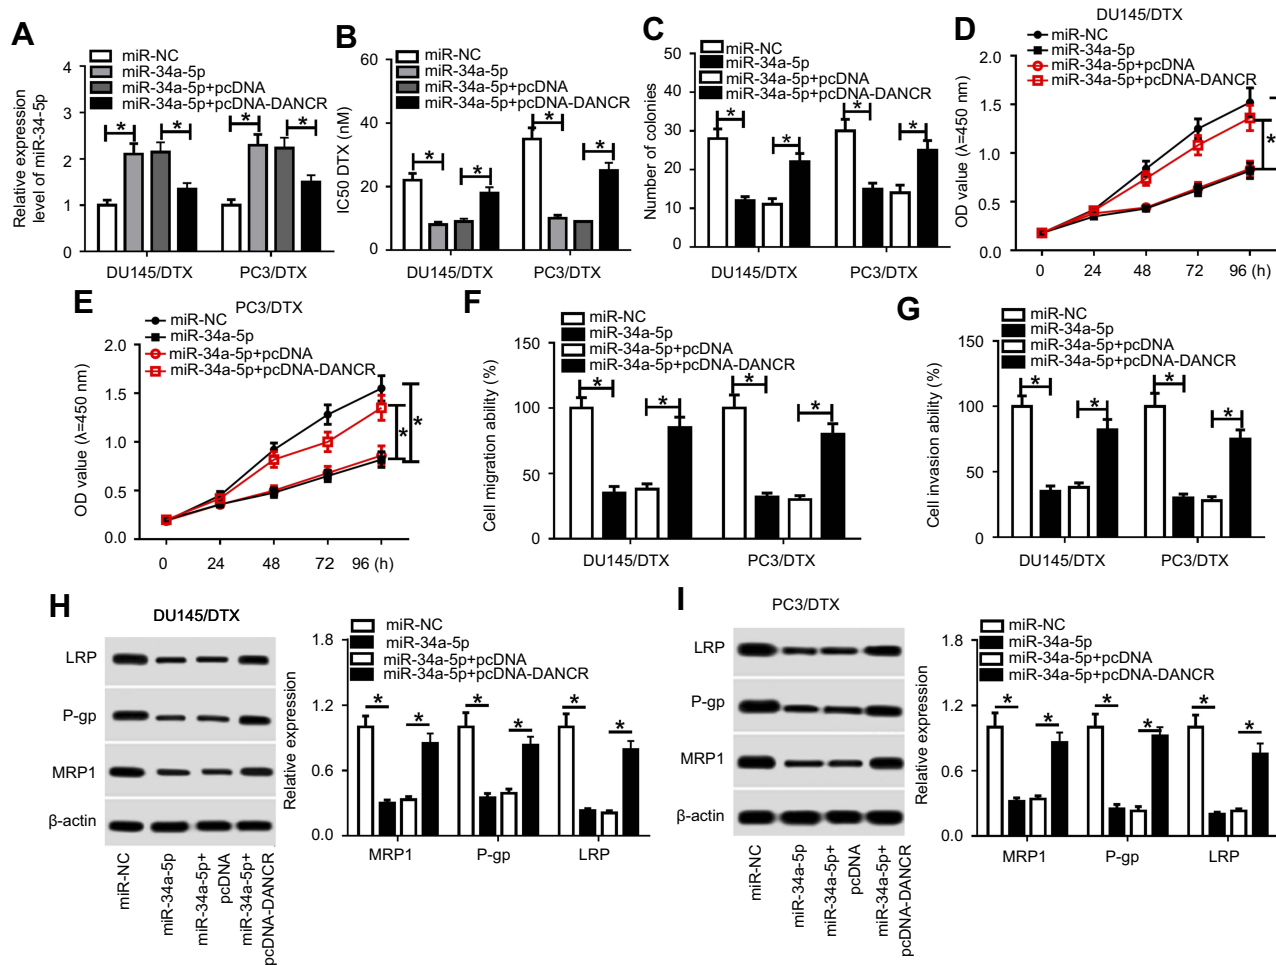 A
miR-NC
miR-34a-5p
miR-34a-5p+pcDNA
miR-34a-5p+pcDNA-DANCR
Relative expression
level of miR-34-5p
4
3
2
1
0
* * * *
DU145/DTX PC3/DTX
B
miR-NC
miR-34a-5p
miR-34a-5p+pcDNA
miR-34a-5p+pcDNA-DANCR
IC50 DTX (nM)
60
40
20
0
* * * *
DU145/DTX PC3/DTX
C
miR-NC
miR-34a-5p
miR-34a-5p+pcDNA
miR-34a-5p+pcDNA-DANCR
Number of colonies
50
40
30
20
10
0
* * * *
DU145/DTX PC3/DTX
D
DU145/DTX
miR-NC
miR-34a-5p
miR-34a-5p+pcDNA
miR-34a-5p+pcDNA-DANCR
OD value (λ=450 nm)
2.0
1.5
1.0
0.5
0.0
*
0 24 48 72 96 (h)
E
PC3/DTX
miR-NC
miR-34a-5p
miR-34a-5p+pcDNA
miR-34a-5p+pcDNA-DANCR
OD value (λ=450 nm)
2.0
1.5
1.0
0.5
0.0
* *
0 24 48 72 96 (h)
F
miR-NC
miR-34a-5p
miR-34a-5p+pcDNA
miR-34a-5p+pcDNA-DANCR
Cell migration ability (%)
150
100
50
0
* * * *
DU145/DTX PC3/DTX
G
miR-NC
miR-34a-5p
miR-34a-5p+pcDNA
miR-34a-5p+pcDNA-DANCR
Cell invasion ability (%)
150
100
50
0
* * * *
DU145/DTX PC3/DTX
H
DU145/DTX
LRP
P-gp
MRP1
β-actin
miR-NC
miR-34a-5p
miR-34a-5p+
pcDNA
miR-34a-5p+
pcDNA-DANCR
miR-NC
miR-34a-5p
miR-34a-5p+pcDNA
miR-34a-5p+pcDNA-DANCR
Relative expression
1.8
1.2
0.6
0.0
* * * * * *
MRP1 P-gp LRP
I
PC3/DTX
LRP
P-gp
MRP1
β-actin
miR-NC
miR-34a-5p
miR-34a-5p+
pcDNA
miR-34a-5p+
pcDNA-DANCR
miR-NC
miR-34a-5p
miR-34a-5p+pcDNA
miR-34a-5p+pcDNA-DANCR
Relative expression
1.8
1.2
0.6
0.0
* * * * * *
MRP1 P-gp LRP